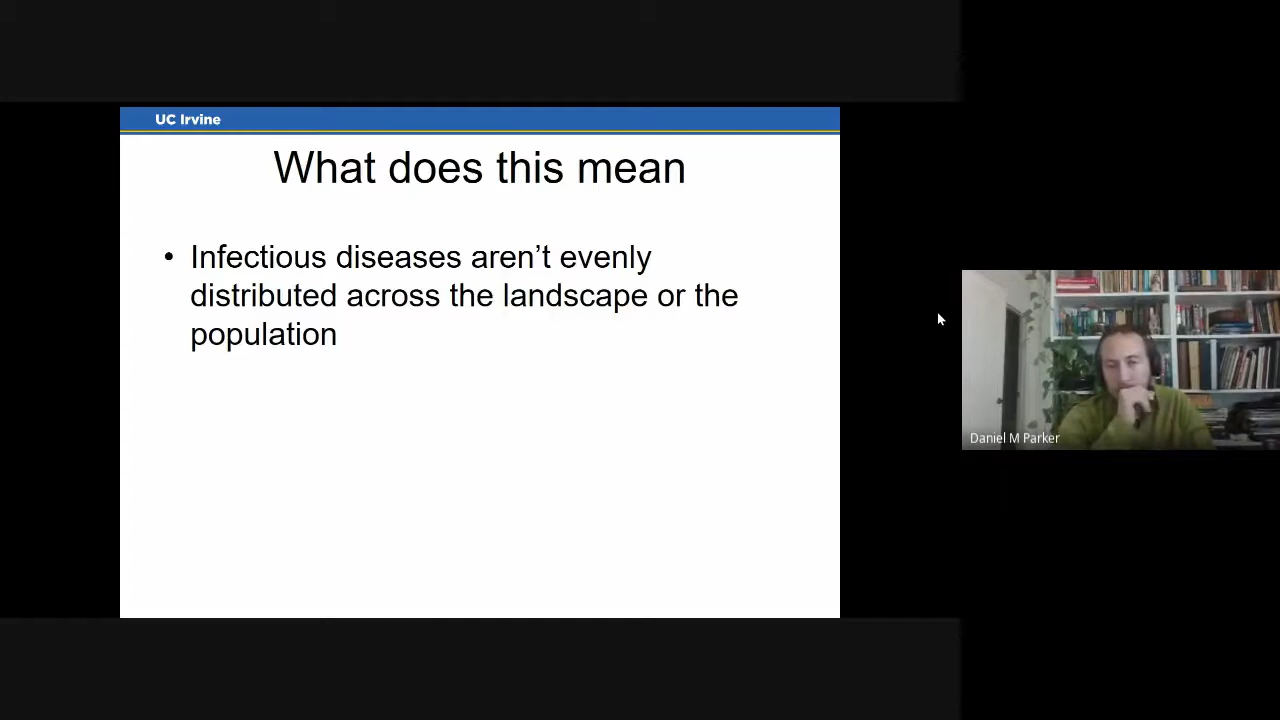 UC Irvine
What does this mean
• Infectious diseases aren’t evenly
distributed across the landscape or the
population
Daniel M Parker